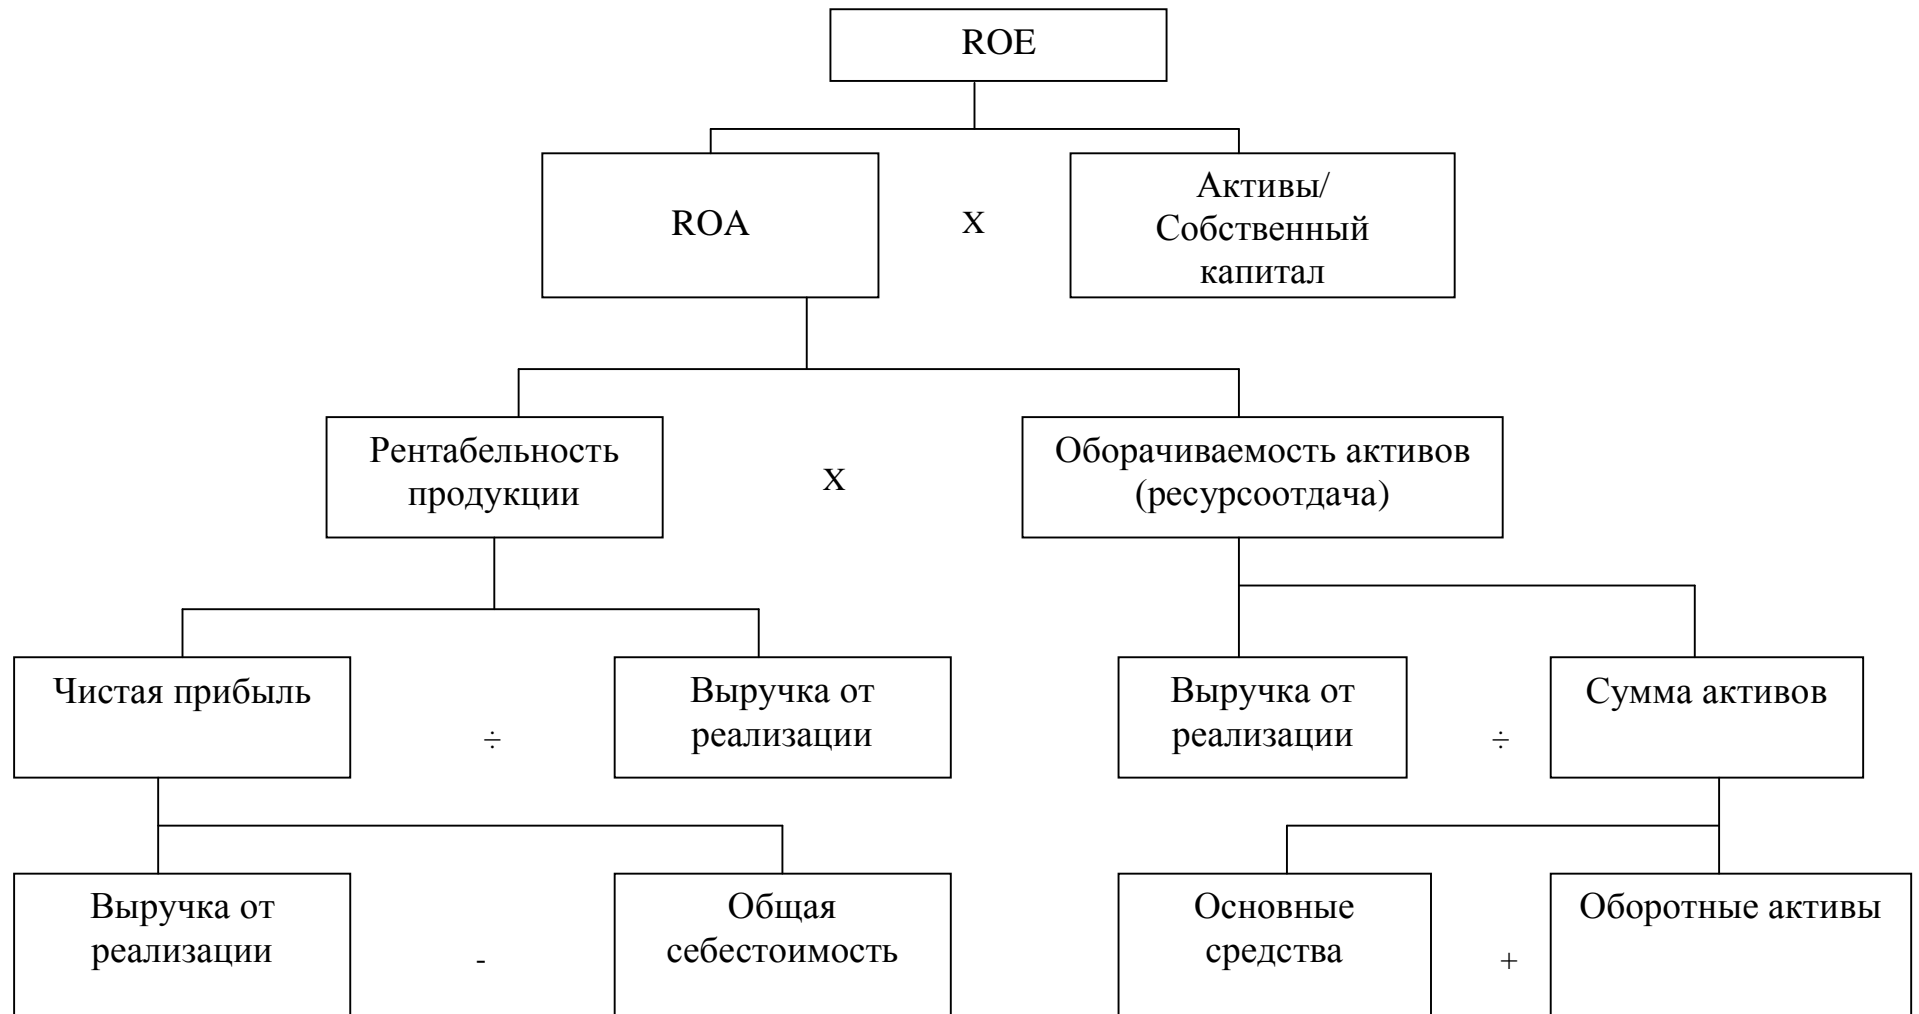 ROE
ROA
X
Активы/
Собственный
капитал
Рентабельность
продукции
X
Оборачиваемость активов
(ресурсоотдача)
Чистая прибыль
÷
Выручка от
реализации
Выручка от
реализации
÷
Сумма активов
Выручка от
реализации
-
Общая
себестоимость
Основные
средства
+
Оборотные активы